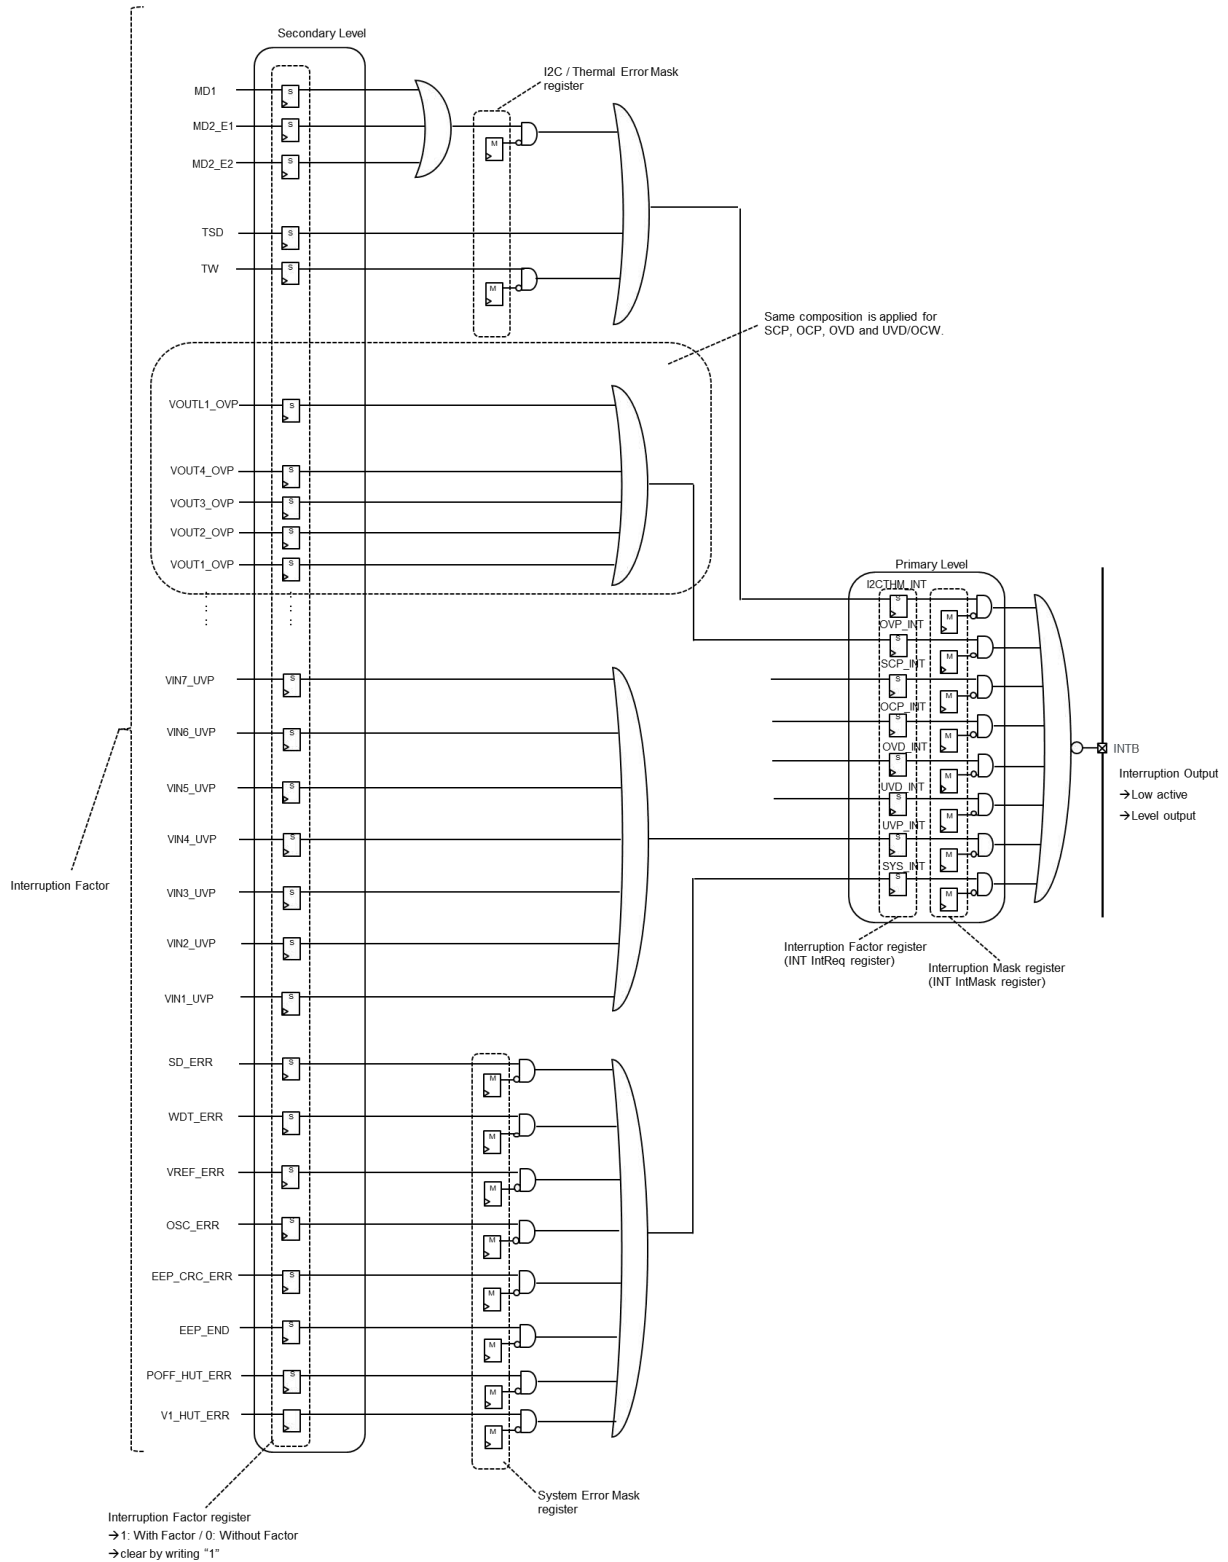 Secondary Level
I2C / Thermal Error Mask
register
MD1
S
MD2_E1
S
M
MD2_E2
S
TSD
S
TW
S
M
Same composition is applied for
SCP, OCP, OVD and UVD/OCW.
VOUTL1_OVP
S
VOUT4_OVP
S
VOUT3_OVP
S
VOUT2_OVP
S
VOUT1_OVP
S
Primary Level
I2CTHM_INT
S
M
OVP_INT
S
M
SCP_INT
S
M
OCP_INT
S
M
OVD_INT
S
M
UVD_INT
S
M
UVP_INT
S
M
SYS_INT
S
M
INTB
Interruption Output
→Low active
→Level output
VIN7_UVP
S
VIN6_UVP
S
VIN5_UVP
S
VIN4_UVP
S
VIN3_UVP
S
VIN2_UVP
S
VIN1_UVP
S
Interruption Factor
Interruption Factor register
(INT IntReq register)
Interruption Mask register
(INT IntMask register)
SD_ERR
S
M
WDT_ERR
S
M
VREF_ERR
S
M
OSC_ERR
S
M
EEP_CRC_ERR
S
M
EEP_END
S
M
POFF_HUT_ERR
S
M
V1_HUT_ERR
M
System Error Mask
register
Interruption Factor register
→1: With Factor / 0: Without Factor
→clear by writing “1”